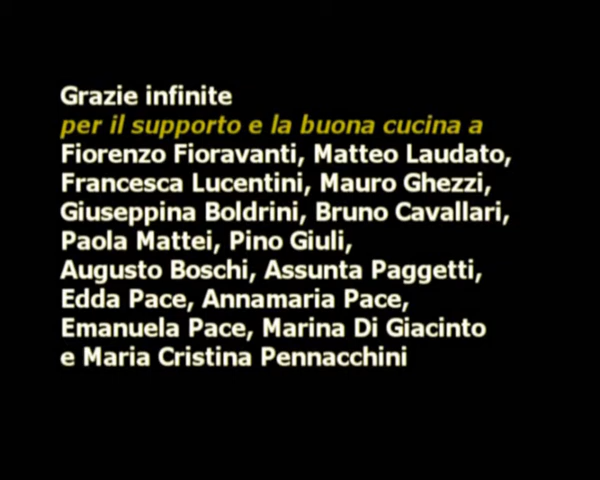 Grazie infinite
per il supporto e la buona cucina a
Fiorenzo Fioravanti, Matteo Laudato,
Francesca Lucentini, Mauro Ghezzi,
Giuseppina Boldrini, Bruno Cavallari,
Paola Mattei, Pino Giuli,
Augusto Boschi, Assunta Paggetti,
Edda Pace, Annamaria Pace,
Emanuela Pace, Marina Di Giacinto
e Maria Cristina Pennacchini